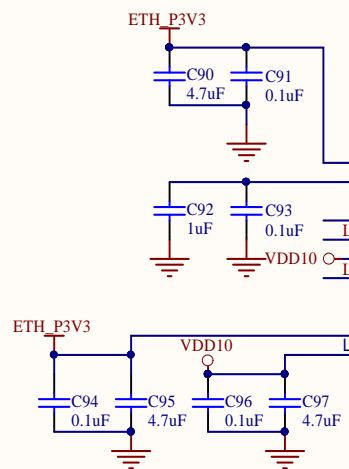 ETH_P3V3
C90
4.7uF
C91
0.1uF
C92
1uF
C93
0.1uF
L
VDD10
L
ETH_P3V3
VDD10
L
C94
0.1uF
C95
4.7uF
C96
0.1uF
C97
4.7uF